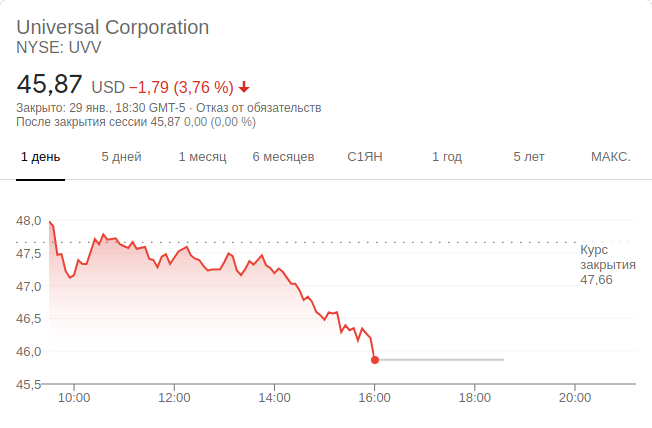 Universal Corporation
NYSE: UVV
45,87 USD −1,79 (3,76 %)
Закрыто: 29 янв., 18:30 GMT-5 · Отказ от обязательств
После закрытия сессии 45,87 0,00 (0,00 %)
1 день 5 дней 1 месяц 6 месяцев С1ЯН 1 год 5 лет МАКС.
48,0
47,5
47,0
46,5
46,0
45,5
Курс
закрытия
47,66
10:00 12:00 14:00 16:00 18:00 20:00